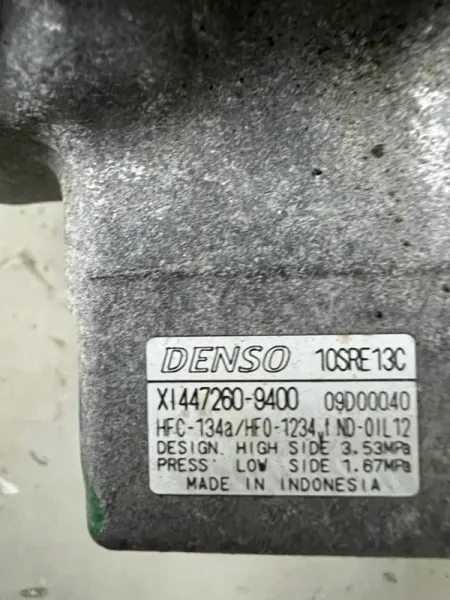 DENSO 10SRE13C
XI447260-9400 09D00040
HFC-134a/HFO-1234 ND-OIL12
DESIGN HIGH SIDE 3.53MPa
PRESS LOW SIDE 1.67MPa
MADE IN INDONESIA